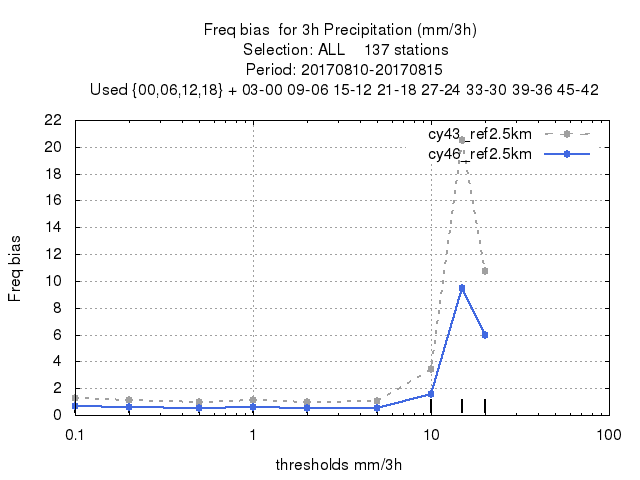 Freq bias  for 3h Precipitation (mm/3h)
Selection: ALL    137 stations
Period: 20170810-20170815
Used {00,06,12,18} + 03-00 09-06 15-12 21-18 27-24 33-30 39-36 45-42
cy43_ref2.5km
cy46_ref2.5km
22
20
18
16
14
12
10
8
6
4
2
0
Freq bias
0.1 1 10 100
thresholds mm/3h